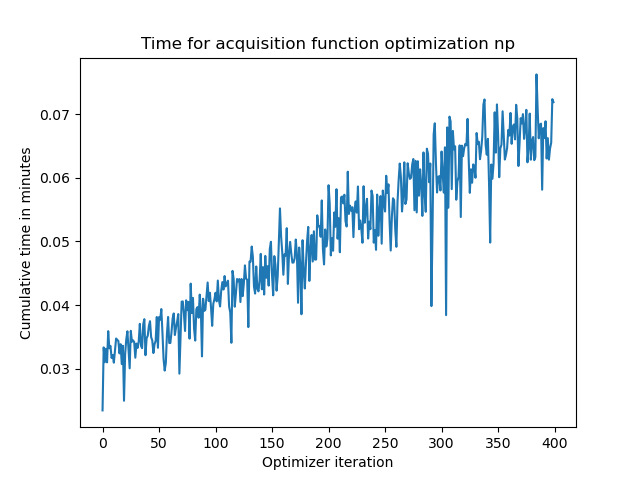 Time for acquisition function optimization np
Cumulative time in minutes
0.07
0.06
0.05
0.04
0.03
0 50 100 150 200 250 300 350 400
Optimizer iteration